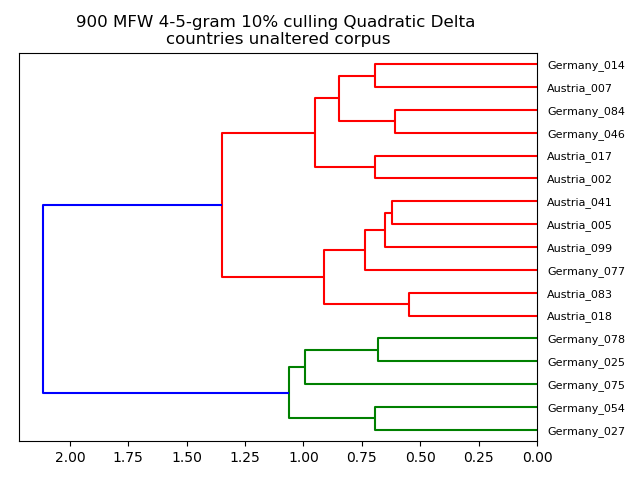 900 MFW 4-5-gram 10% culling Quadratic Delta
countries unaltered corpus
Germany_014
Austria_007
Germany_084
Germany_046
Austria_017
Austria_002
Austria_041
Austria_005
Austria_099
Germany_077
Austria_083
Austria_018
Germany_078
Germany_025
Germany_075
Germany_054
Germany_027
2.00 1.75 1.50 1.25 1.00 0.75 0.50 0.25 0.00